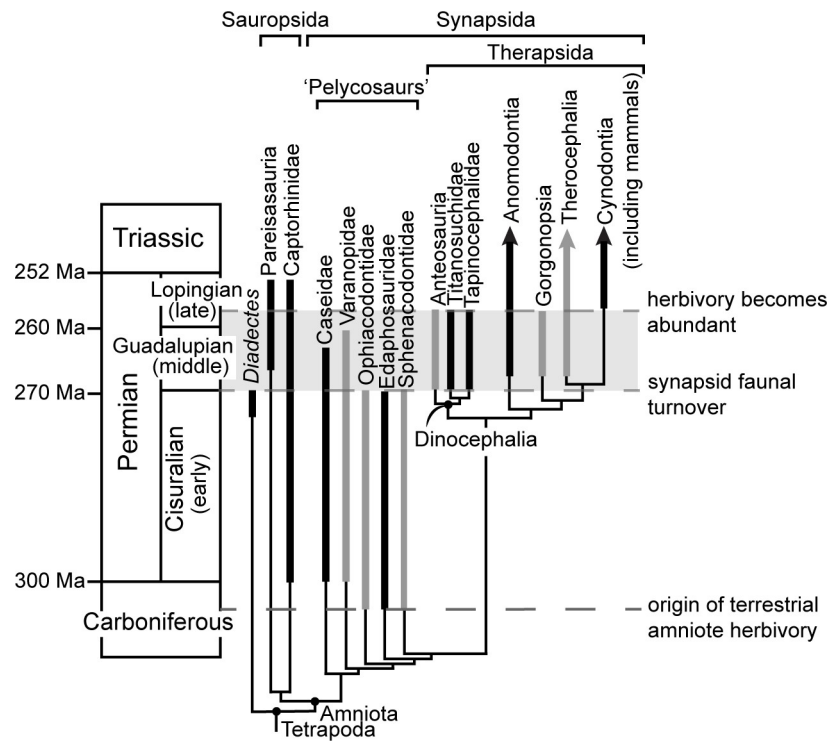 Sauropsida
Synapsida
Therapsida
'Pelycosaurs'
Diadectes
Pareisasauria
Captorhinidae
Caseidae
Varanopidae
Ophiacodontidae
Edaphosauridae
Sphenacodontidae
Anteosauria
Titanosuchidae
Tapinocephalidae
Anomodontia
Gorgonopsia
Therocephalia
Cynodontia
(including mammals)
Triassic
252 Ma
Lopingian
(late)
260 Ma
Guadalupian
(middle)
270 Ma
Permian
Cisuralian
(early)
300 Ma
Carboniferous
herbivory becomes
abundant
synapsid faunal
turnover
Dinocephalia
origin of terrestrial
amniote herbivory
Amniota
Tetrapoda